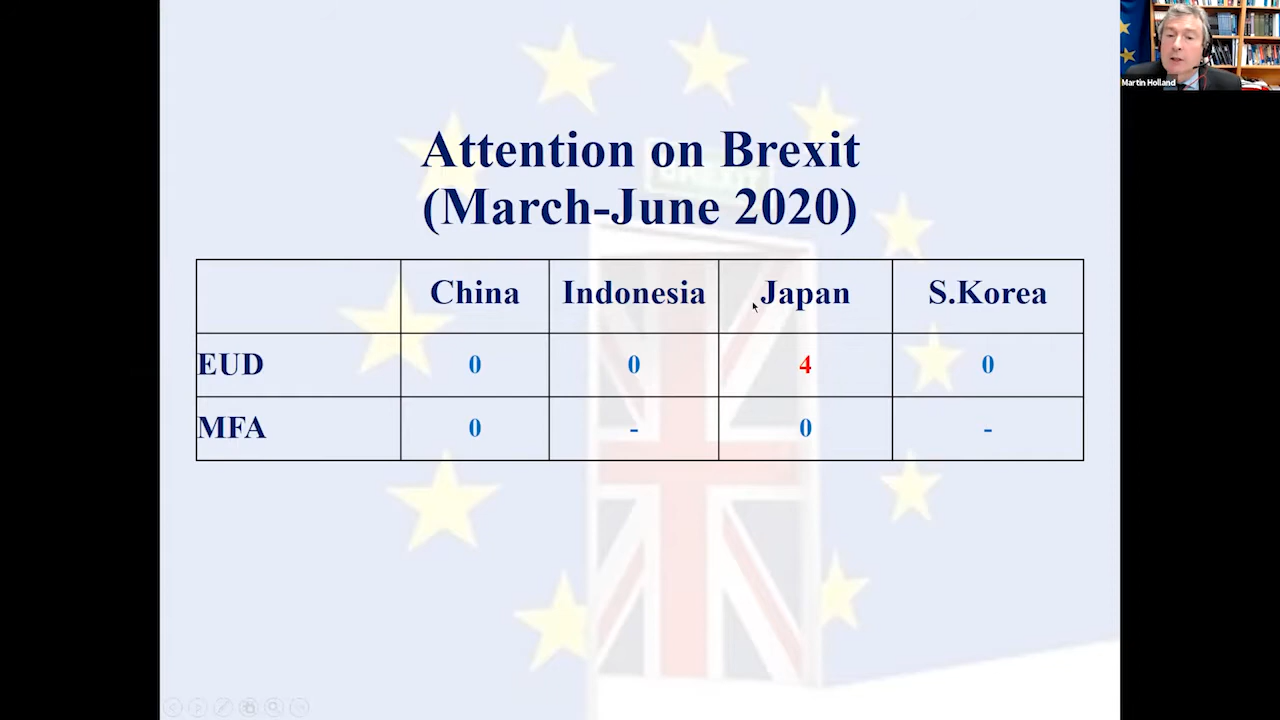 Attention on Brexit
(March-June 2020)
China Indonesia Japan S.Korea
EUD 0 0 4 0
MFA 0 - 0 -
Martin Holland